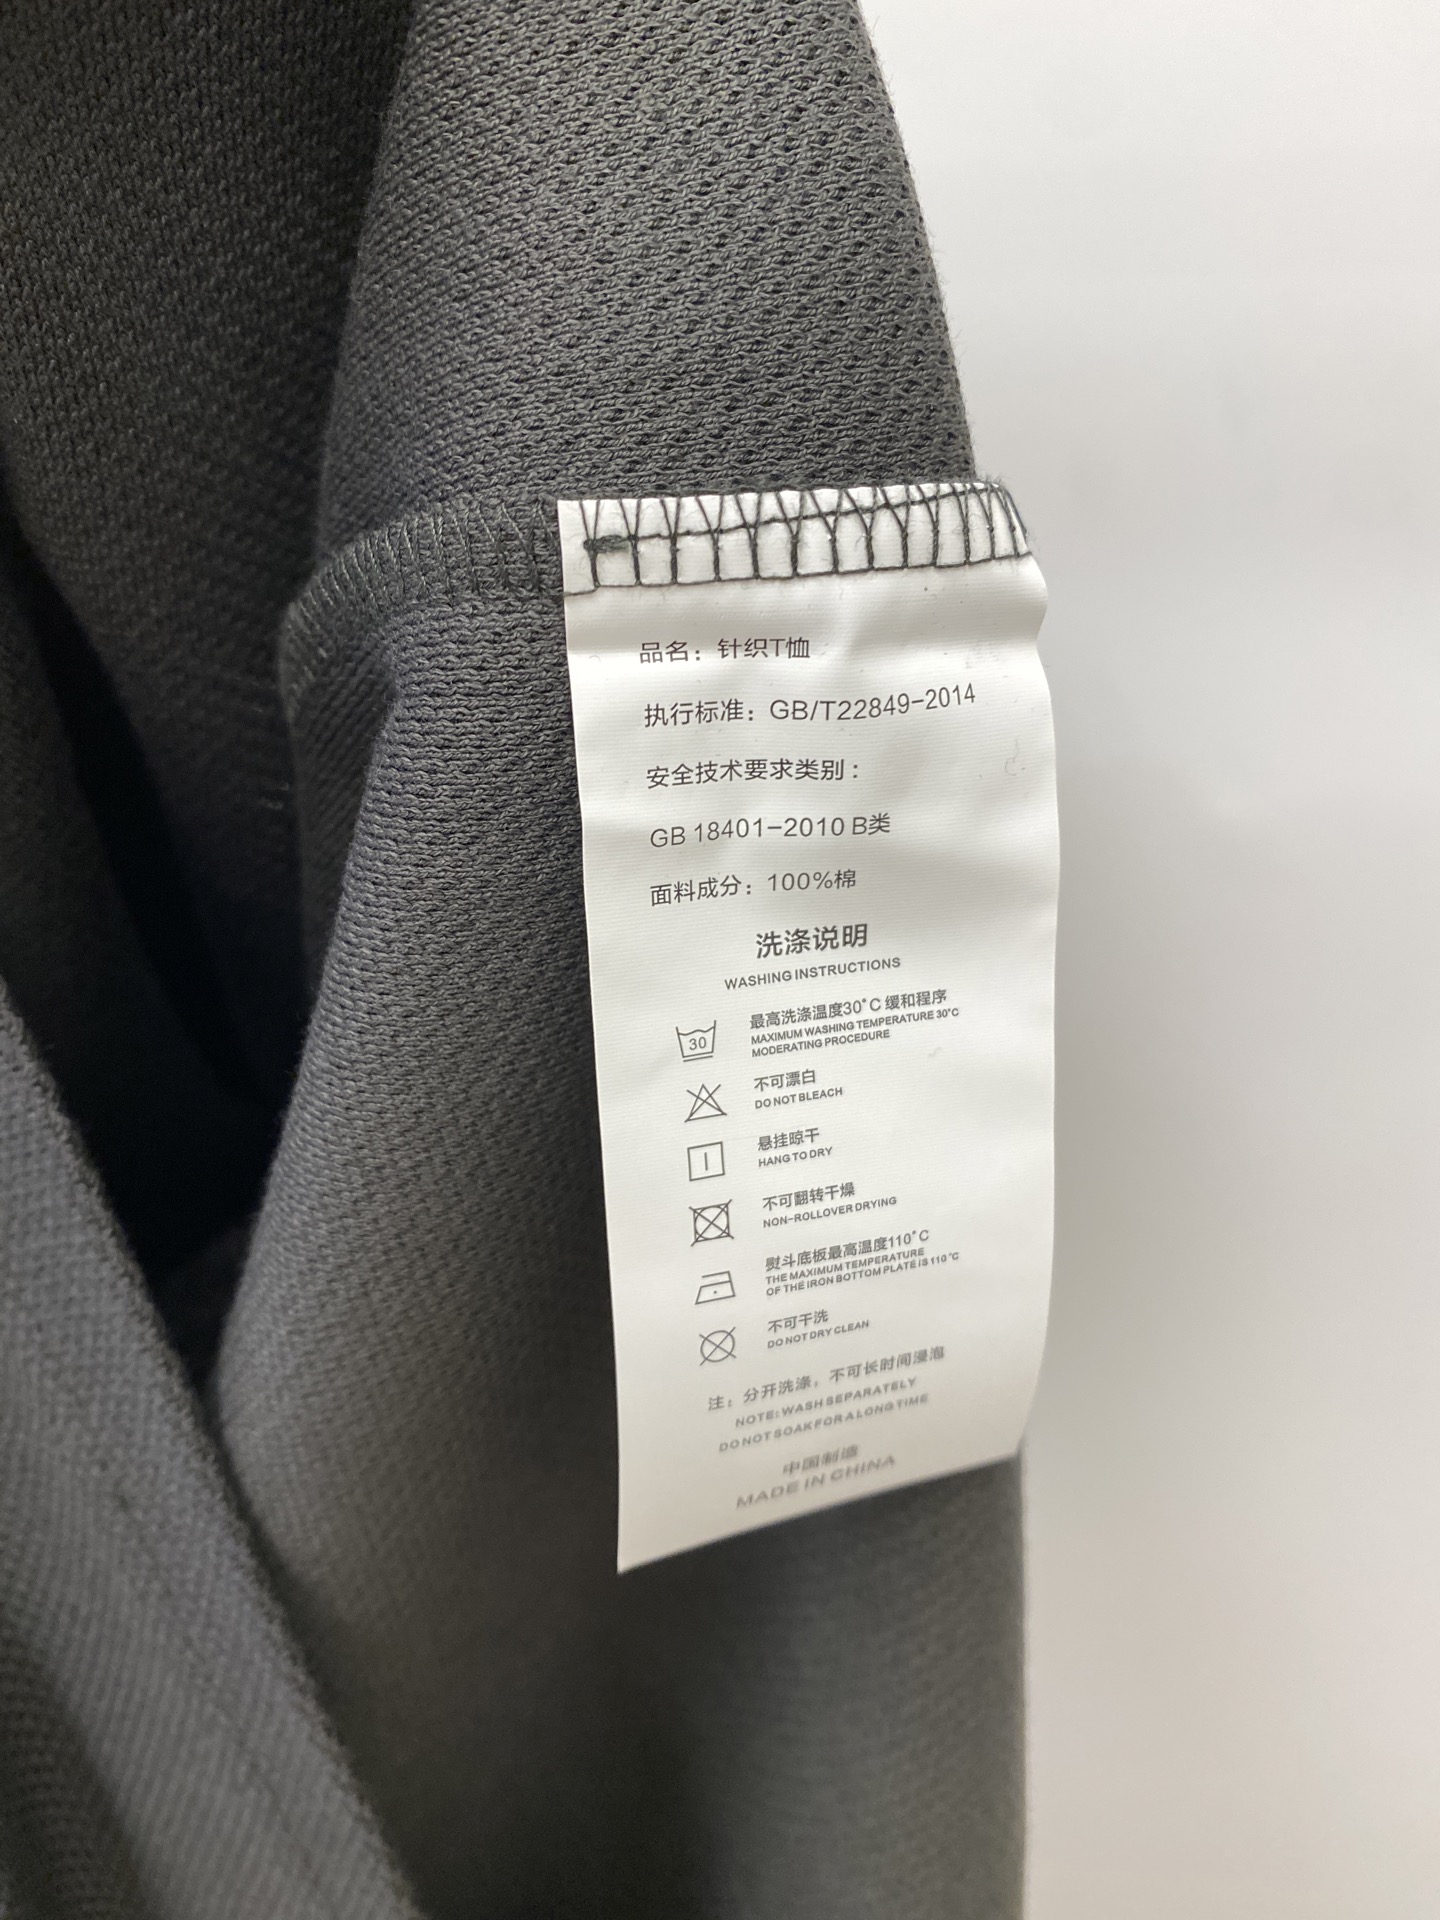 品名：针织T恤
执行标准：GB/T22849-2014
安全技术要求类别：
GB 18401-2010 B类
面料成分：100%棉
洗涤说明
WASHING INSTRUCTIONS
30
最高洗涤温度30°C 缓和程序
MAXIMUM WASHING TEMPERATURE 30°C
MODERATING PROCEDURE
不可漂白
DO NOT BLEACH
悬挂晾干
HANG TO DRY
不可翻转干燥
NON-ROLLOVER DRYING
熨斗底板最高温度110°C
THE MAXIMUM TEMPERATURE
OF THE IRON BOTTOM PLATE IS 110°C
不可干洗
DO NOT DRY CLEAN
注：分开洗涤，不可长时间浸泡
NOTE: WASH SEPARATELY
DO NOT SOAK FOR A LONG TIME
中国制造
MADE IN CHINA